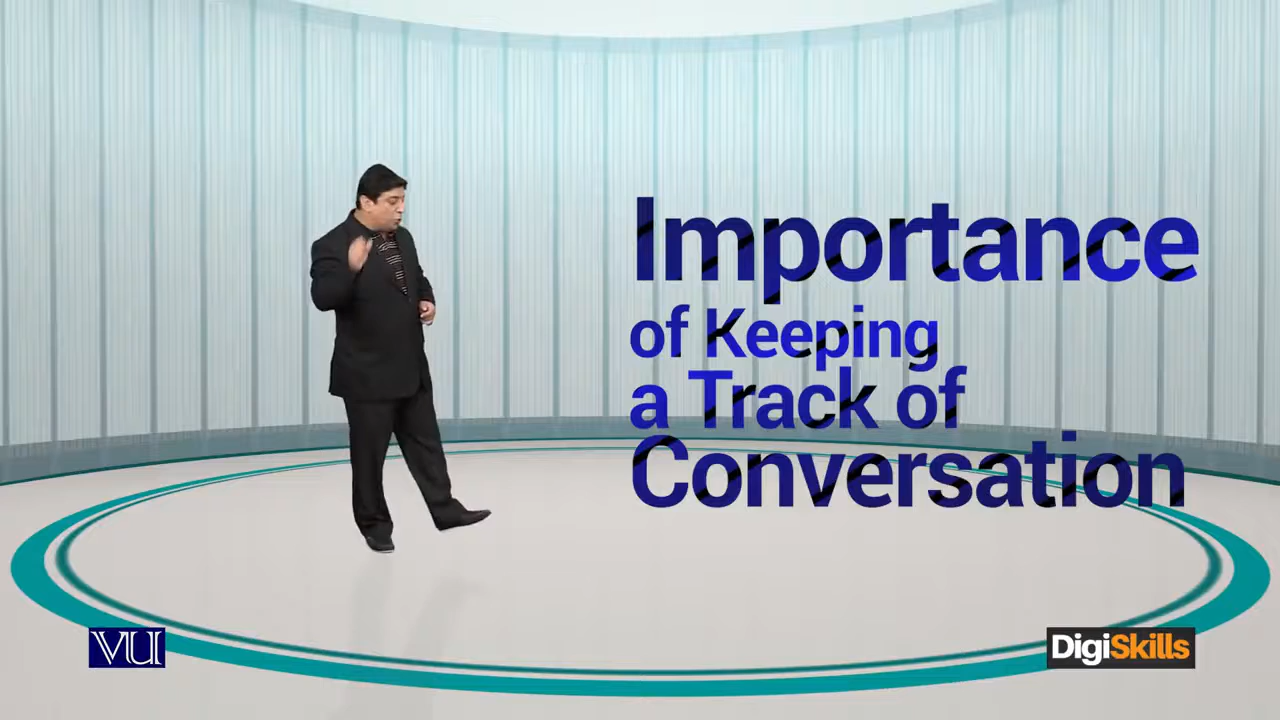 Importance
of Keeping
a Track of
Conversation
VU
DigiSkills